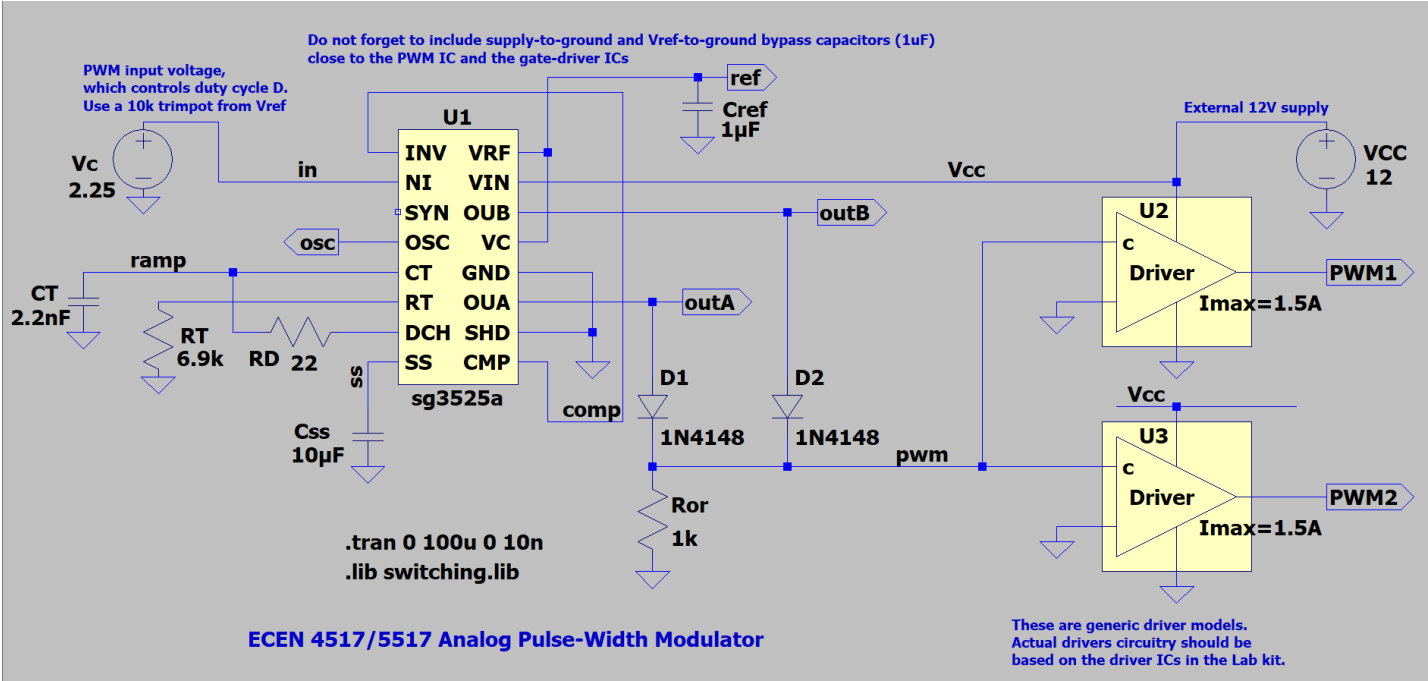 Do not forget to include supply-to-ground and Vref-to-ground bypass capacitors (1uF)
close to the PWM IC and the gate-driver ICs
PWM input voltage,
which controls duty cycle D.
Use a 10k trimpot from Vref
ref
Cref
1µF
External 12V supply
U1
Vc
2.25
in
INV VRF
NI VIN
SYN OUB
OSC VC
CT GND
RT OUA
DCH SHD
SS CMP
sg3525a
Vcc
VCC
12
outB
osc
ramp
CT
2.2nF
RT
6.9k
RD 22
outA
ss
Css
10µF
comp
D1
1N4148
D2
1N4148
pwm
Ror
1k
U2
c
Driver
Imax=1.5A
PWM1
Vcc
U3
c
Driver
Imax=1.5A
PWM2
.tran 0 100u 0 10n
.lib switching.lib
ECEN 4517/5517 Analog Pulse-Width Modulator
These are generic driver models.
Actual drivers circuitry should be
based on the driver ICs in the Lab kit.